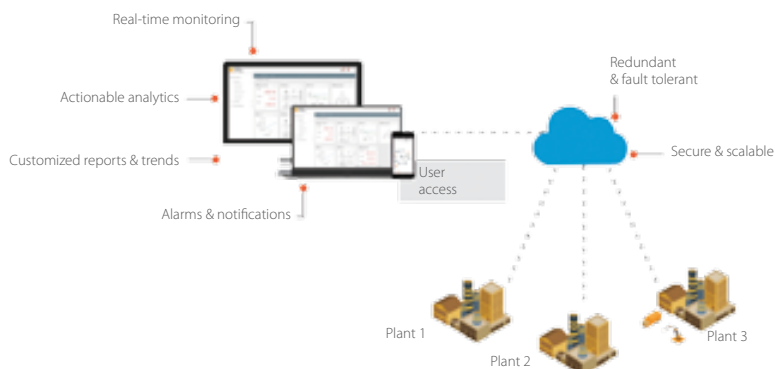 Real-time monitoring
Redundant
& fault tolerant
Actionable analytics
Secure & scalable
Customized reports & trends
User
access
Alarms & notifications
Plant 1
Plant 3
Plant 2